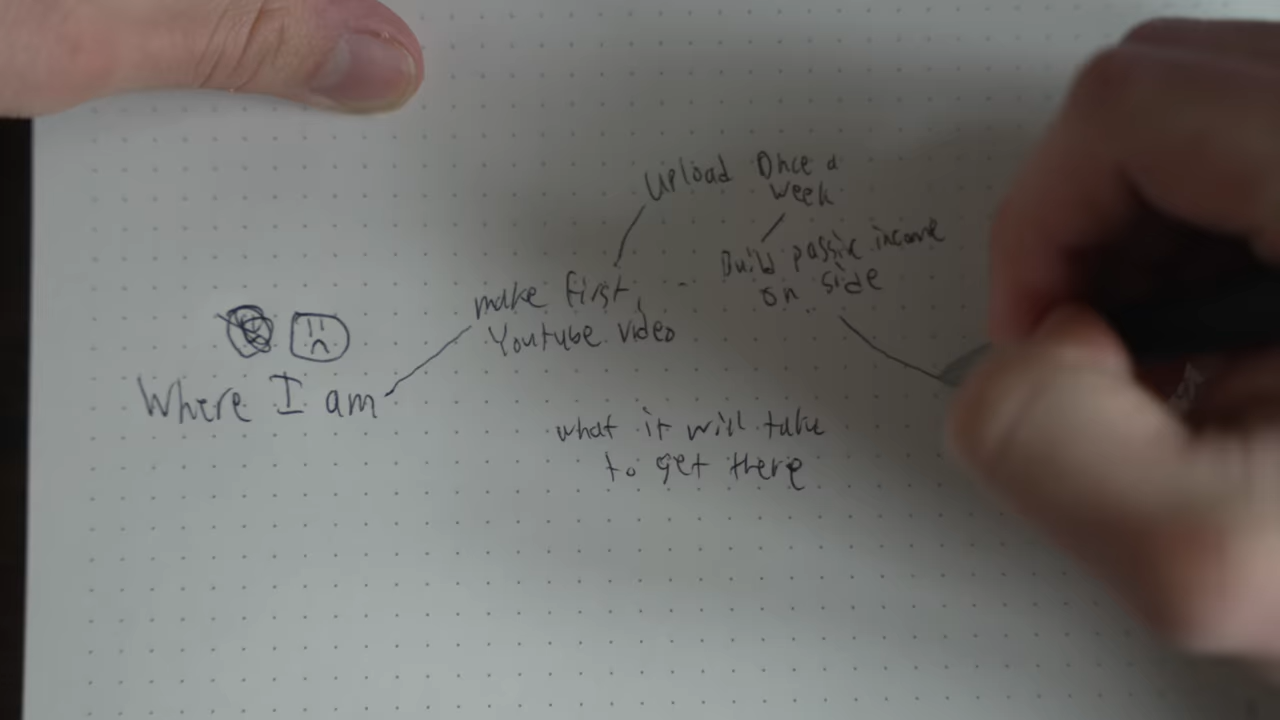 Upload Once a
week
Build passive income
on side
make first
Youtube video
Where I am
what it will take
to get there